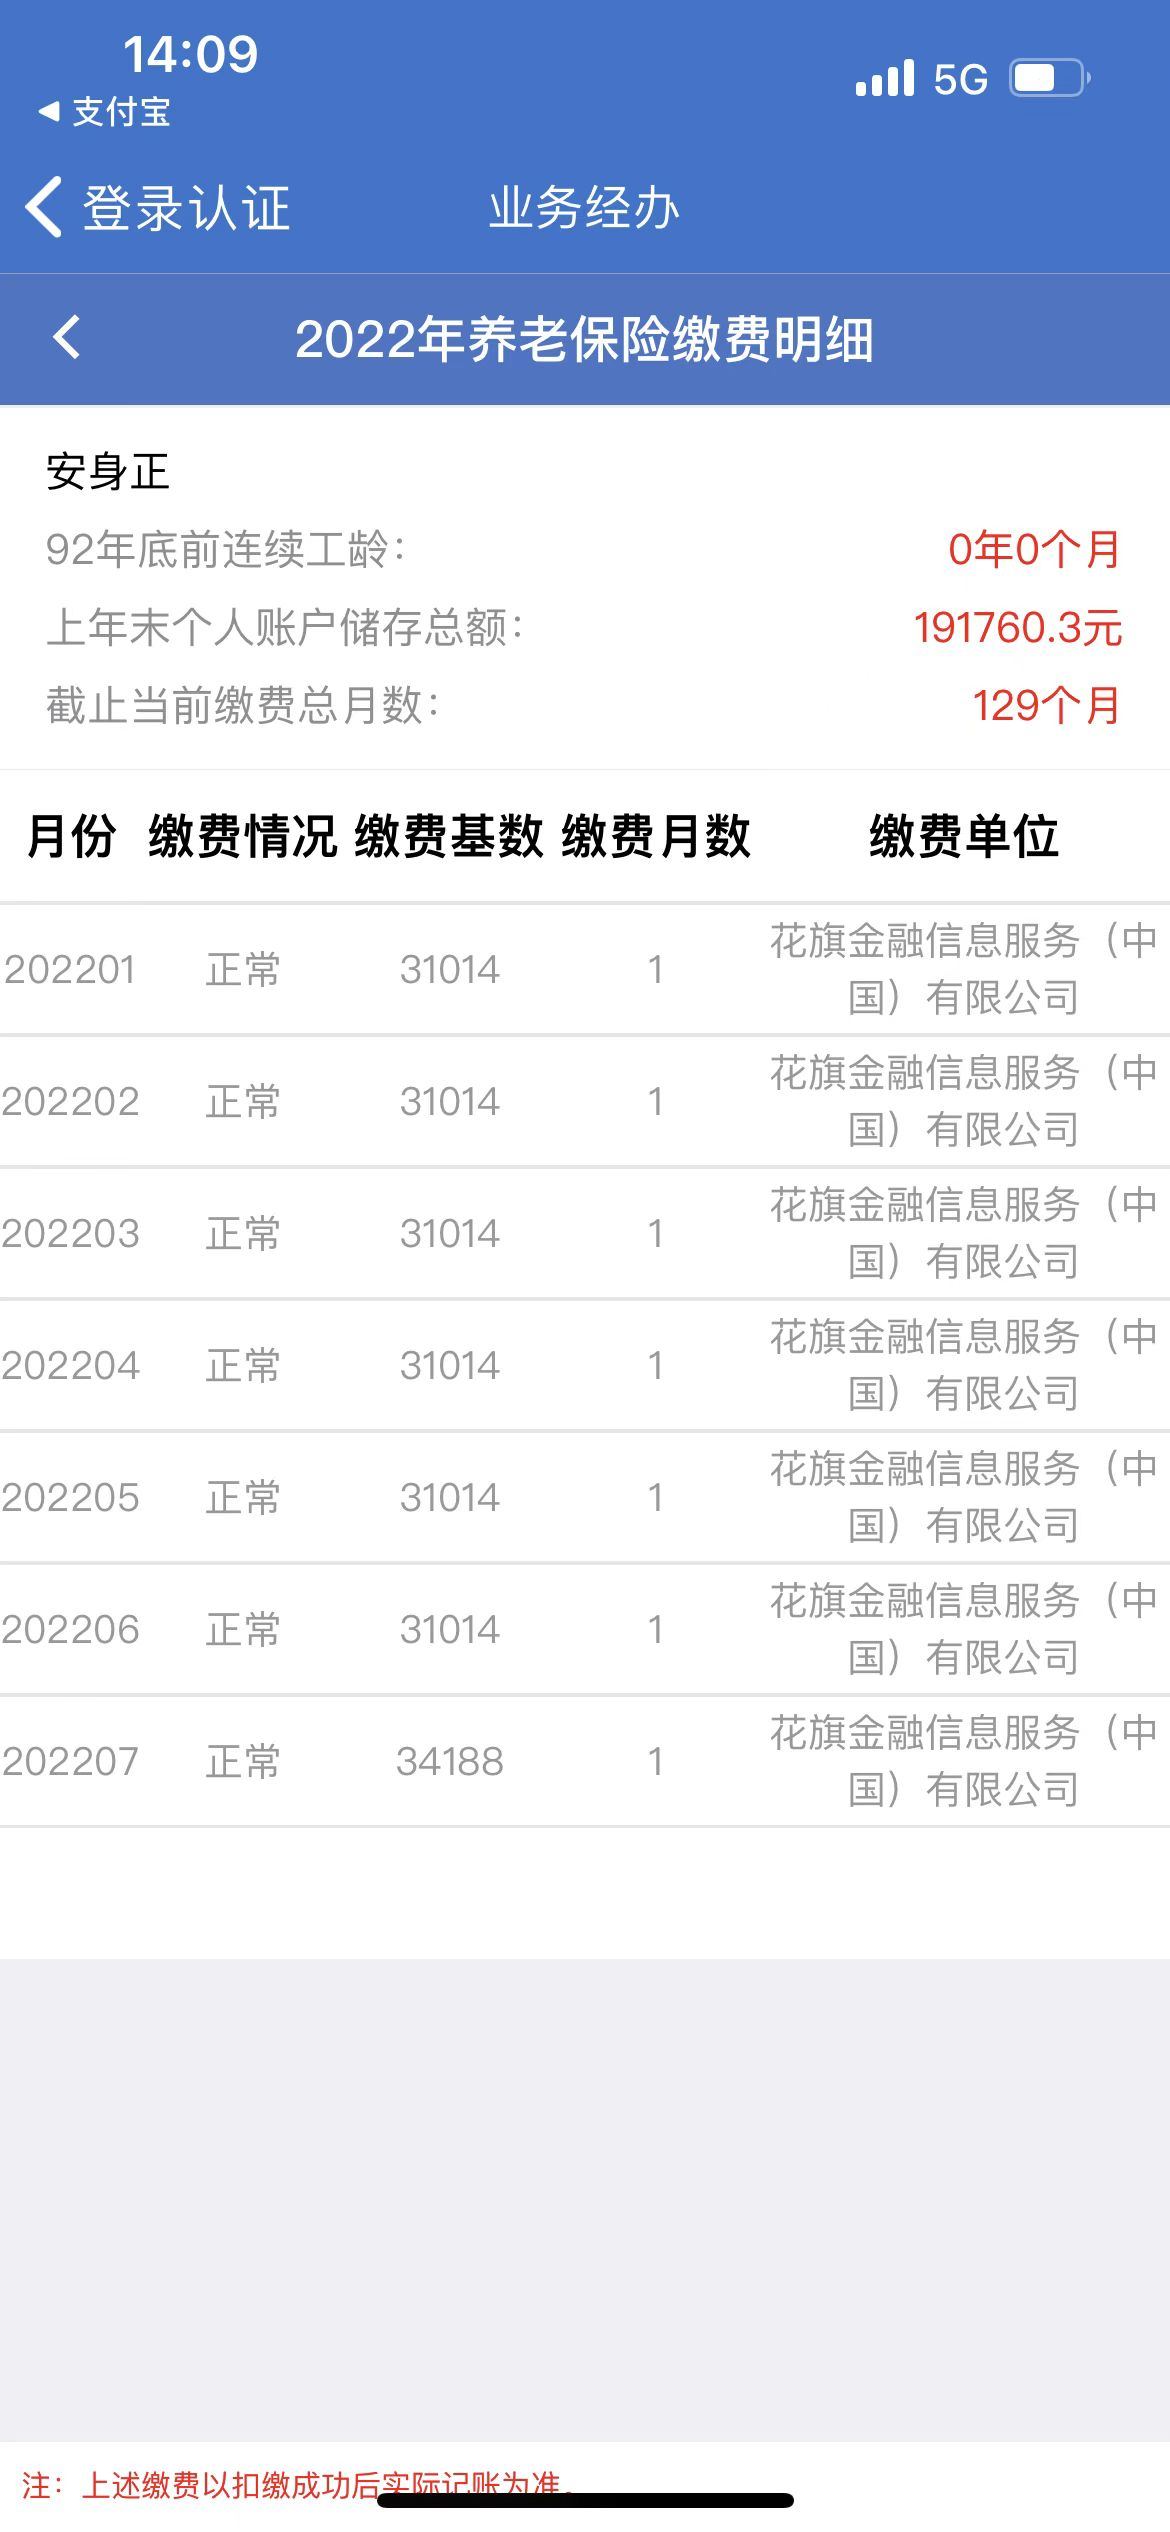 14:09
5G
支付宝
登录认证
业务经办
2022年养老保险缴费明细
安身正
92年底前连续工龄：
0年0个月
上年末个人账户储存总额：
191760.3元
截止当前缴费总月数：
129个月
月份 缴费情况 缴费基数 缴费月数 缴费单位
202201 正常 31014 1 花旗金融信息服务（中
国）有限公司
202202 正常 31014 1 花旗金融信息服务（中
国）有限公司
202203 正常 31014 1 花旗金融信息服务（中
国）有限公司
202204 正常 31014 1 花旗金融信息服务（中
国）有限公司
202205 正常 31014 1 花旗金融信息服务（中
国）有限公司
202206 正常 31014 1 花旗金融信息服务（中
国）有限公司
202207 正常 34188 1 花旗金融信息服务（中
国）有限公司
注：上述缴费以扣缴成功后实际记账为准。